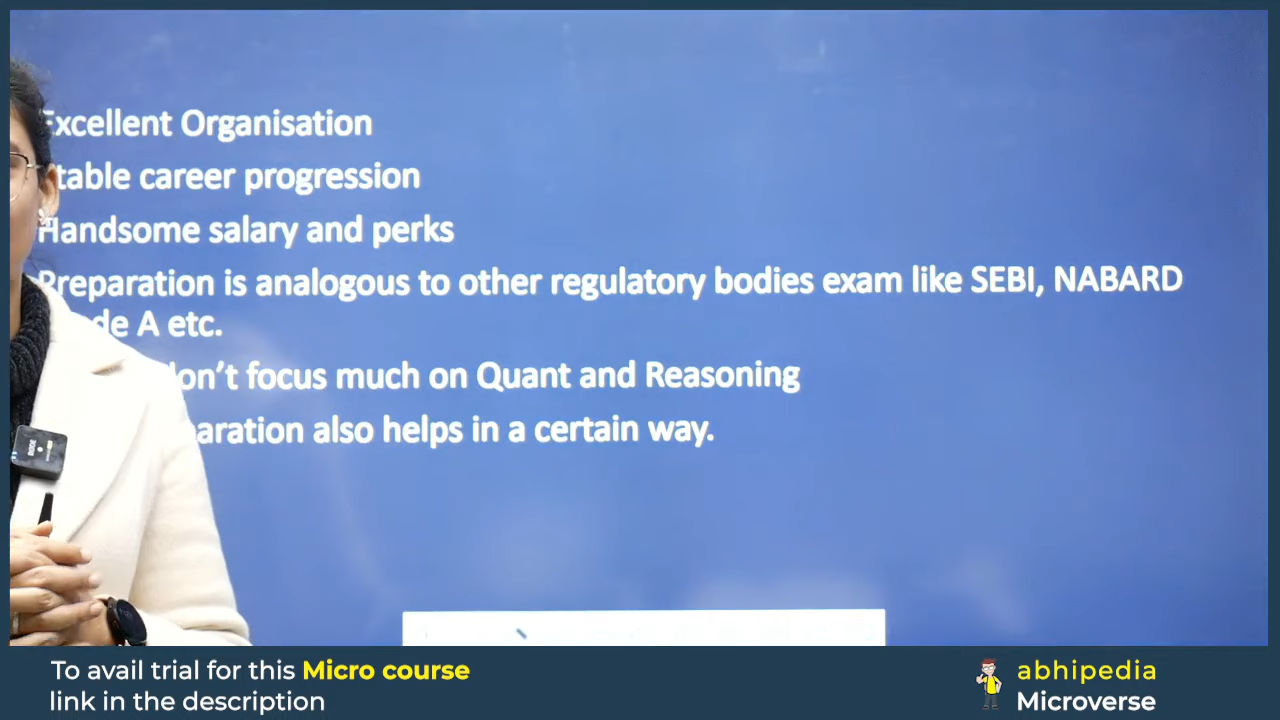 Excellent Organisation
table career progression
Handsome salary and perks
Preparation is analogous to other regulatory bodies exam like SEBI, NABARD
de A etc.
on't focus much on Quant and Reasoning
aration also helps in a certain way.
To avail trial for this Micro course
link in the description
abhipedia
Microverse